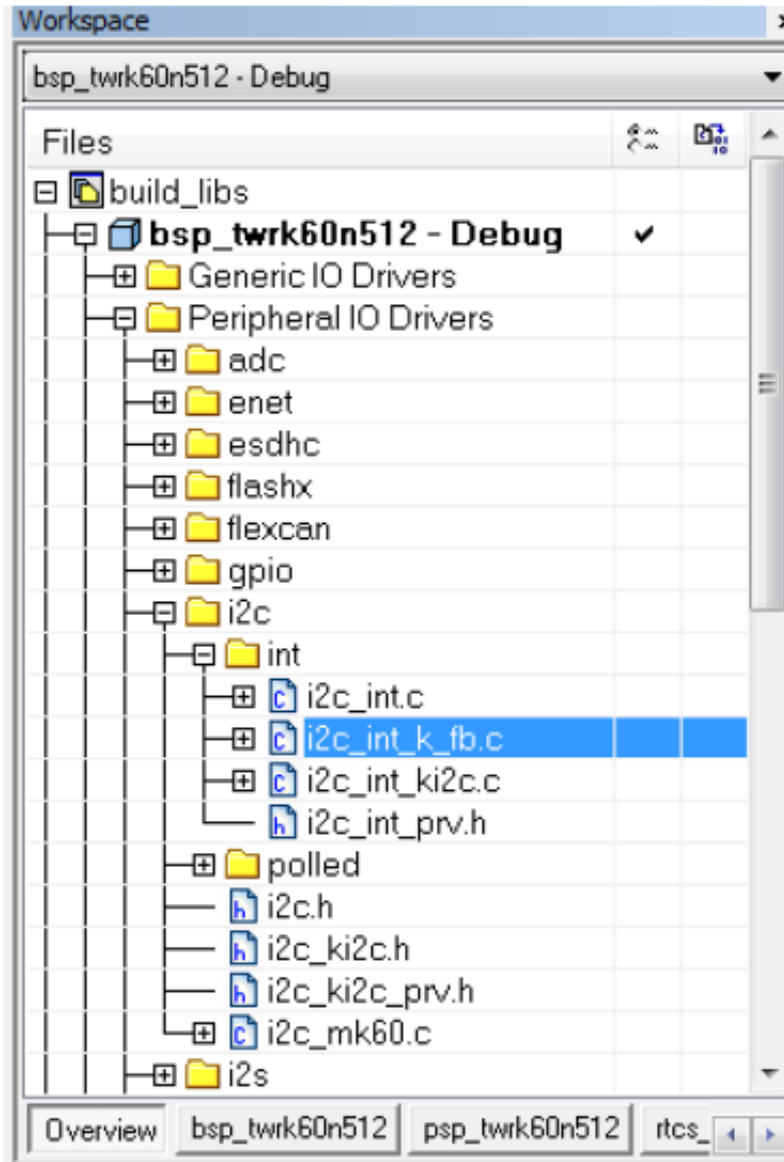 Workspace
bsp_twrk60n512 - Debug
Files
build_libs
bsp_twrk60n512 - Debug
Generic IO Drivers
Peripheral IO Drivers
adc
enet
esdhc
flashx
flexcan
gpio
i2c
int
i2c_int.c
i2c_int_k_fb.c
i2c_int_ki2c.c
i2c_int_prv.h
polled
i2c.h
i2c_ki2c.h
i2c_ki2c_prv.h
i2c_mk60.c
i2s
Overview bsp_twrk60n512 psp_twrk60n512 rtcs_